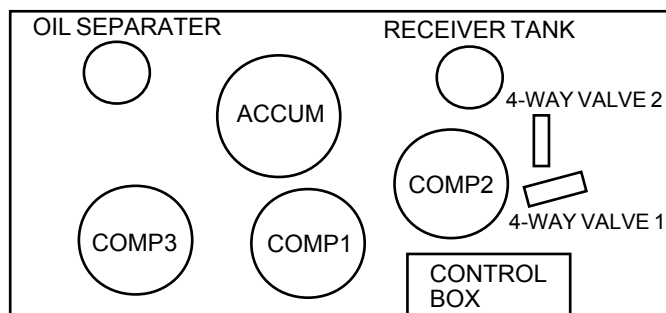 OIL SEPARATER
RECEIVER TANK
ACCUM
4-WAY VALVE 2
COMP2
4-WAY VALVE 1
COMP3
COMP1
CONTROL
BOX